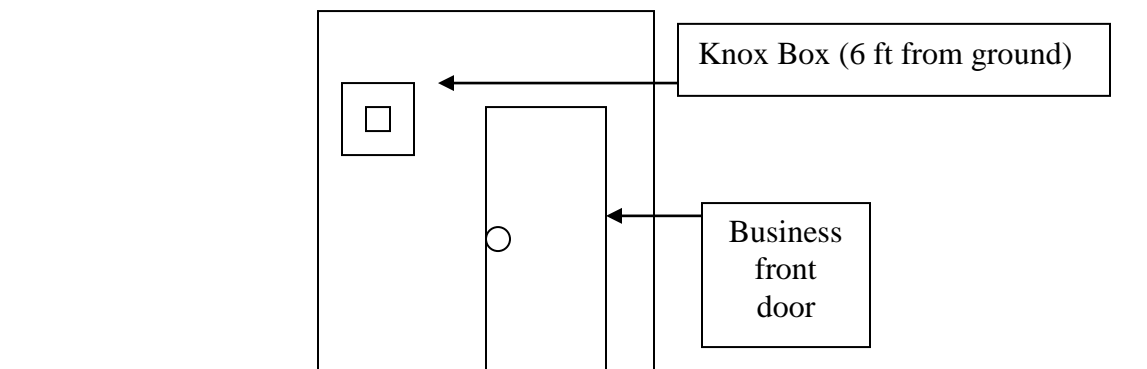 Knox Box (6 ft from ground)
Business
front
door